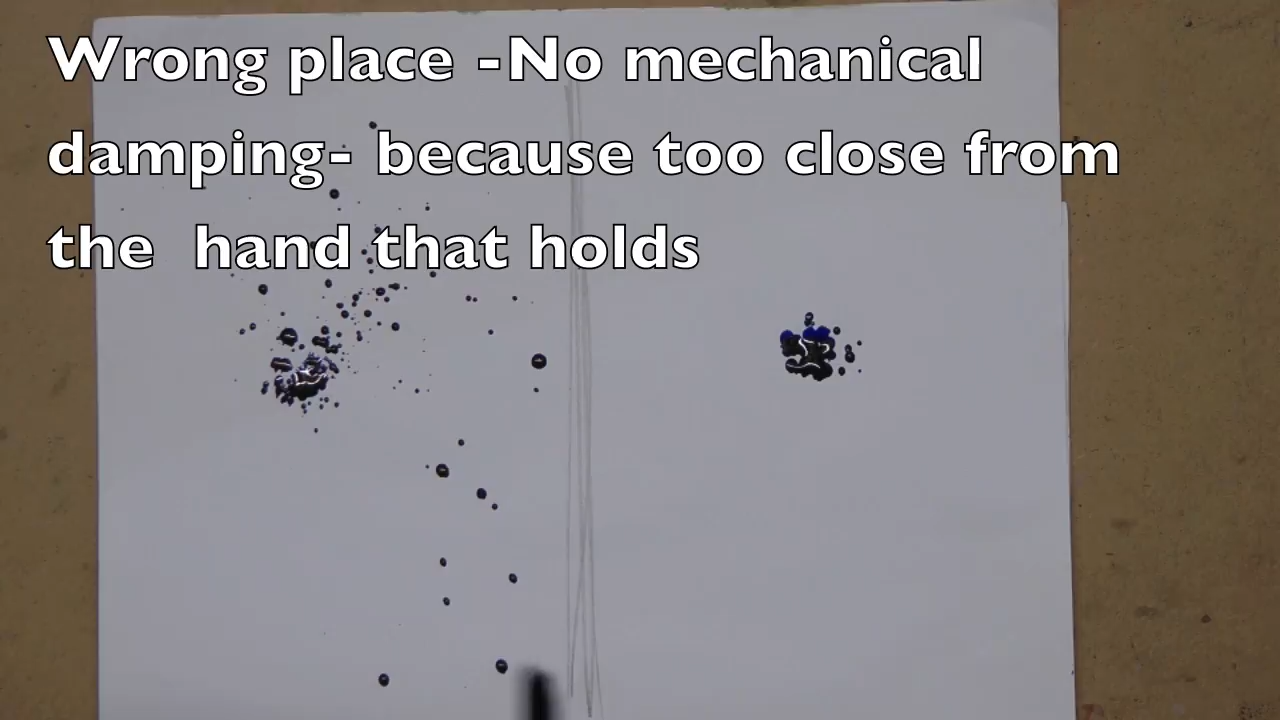 Wrong place -No mechanical
damping- because too close from
the  hand that holds